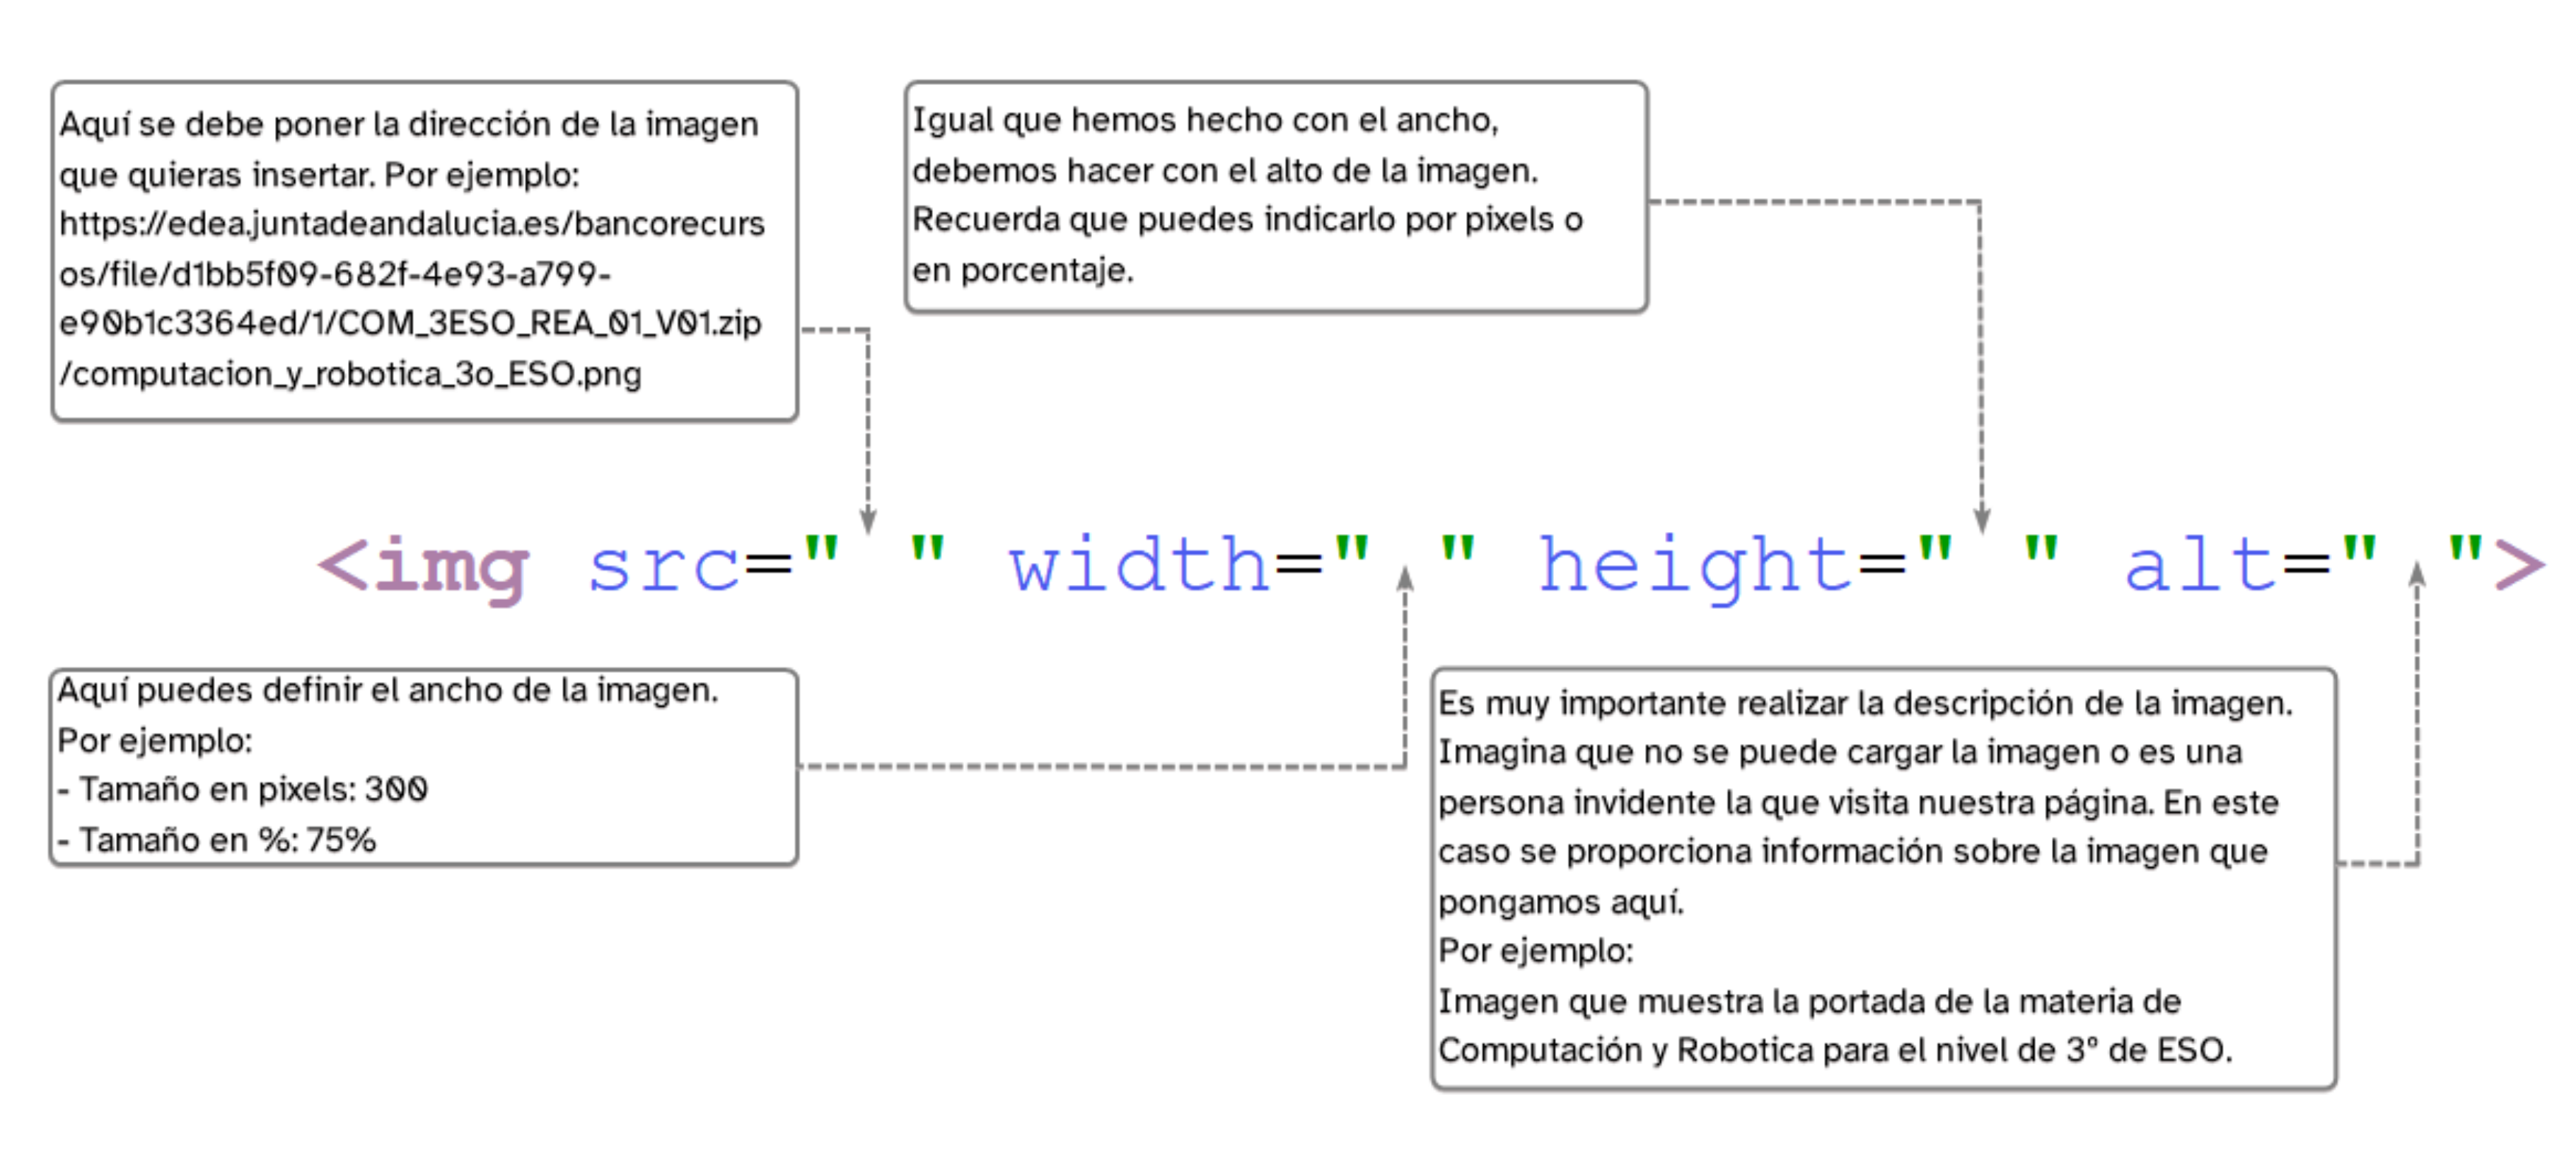 Aquí se debe poner la dirección de la imagen
que quieras insertar. Por ejemplo:
https://edea.juntadeandalucia.es/bancorecurs
os/file/d1bb5f09-682f-4e93-a799-
e90b1c3364ed/1/COM_3ESO_REA_01_V01.zip
/computacion_y_robotica_3o_ESO.png
Igual que hemos hecho con el ancho,
debemos hacer con el alto de la imagen.
Recuerda que puedes indicarlo por pixels o
en porcentaje.
<img src=" " width=" " height=" " alt=" ">
Aquí puedes definir el ancho de la imagen.
Por ejemplo:
- Tamaño en pixels: 300
- Tamaño en %: 75%
Es muy importante realizar la descripción de la imagen.
Imagina que no se puede cargar la imagen o es una
persona invidente la que visita nuestra página. En este
caso se proporciona información sobre la imagen que
pongamos aquí.
Por ejemplo:
Imagen que muestra la portada de la materia de
Computación y Robotica para el nivel de 3º de ESO.